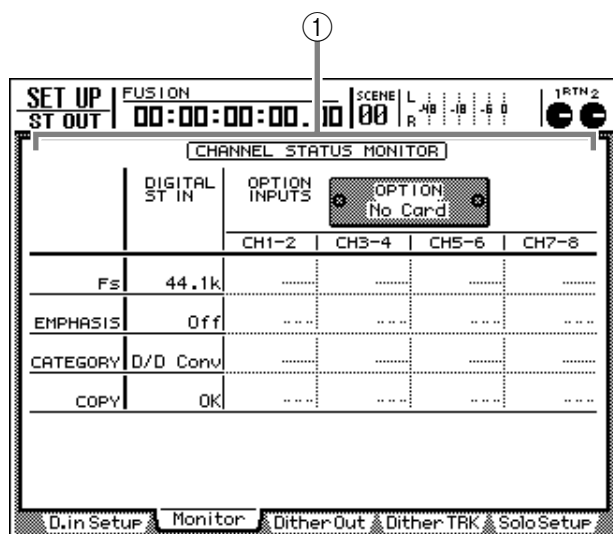 1
SET UP FUSION SCENE L -48 -18 -6 0 1 RTN 2
ST OUT 00:00:00:00.00 00 R
CHANNEL STATUS MONITOR
DIGITAL ST IN OPTION INPUTS OPTION No Card
CH1-2 CH3-4 CH5-6 CH7-8
Fs 44.1k
EMPHASIS Off
CATEGORY D/D Conv
COPY OK
D.in Setup Monitor Dither Out Dither TRK Solo Setup